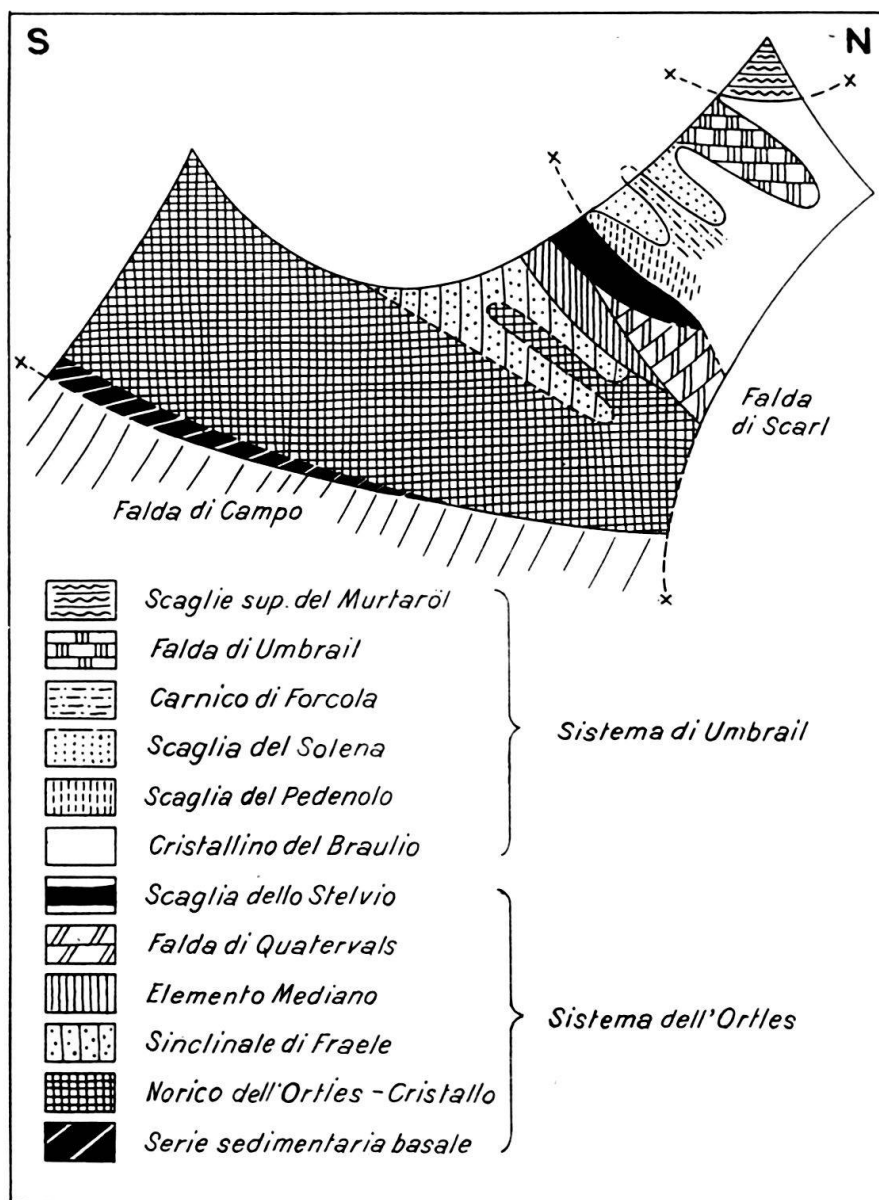 S N
Falda di Scarl
Falda di Campo
Scaglie sup. del Murtaröl
Falda di Umbrail
Carnico di Forcola
Scaglia del Solena
Scaglia del Pedenolo
Cristallino del Braulio
Sistema di Umbrail
Scaglia dello Stelvio
Falda di Quatervals
Elemento Mediano
Sinclinale di Fraele
Norico dell'Ortles - Cristallo
Serie sedimentaria basale
Sistema dell'Ortles